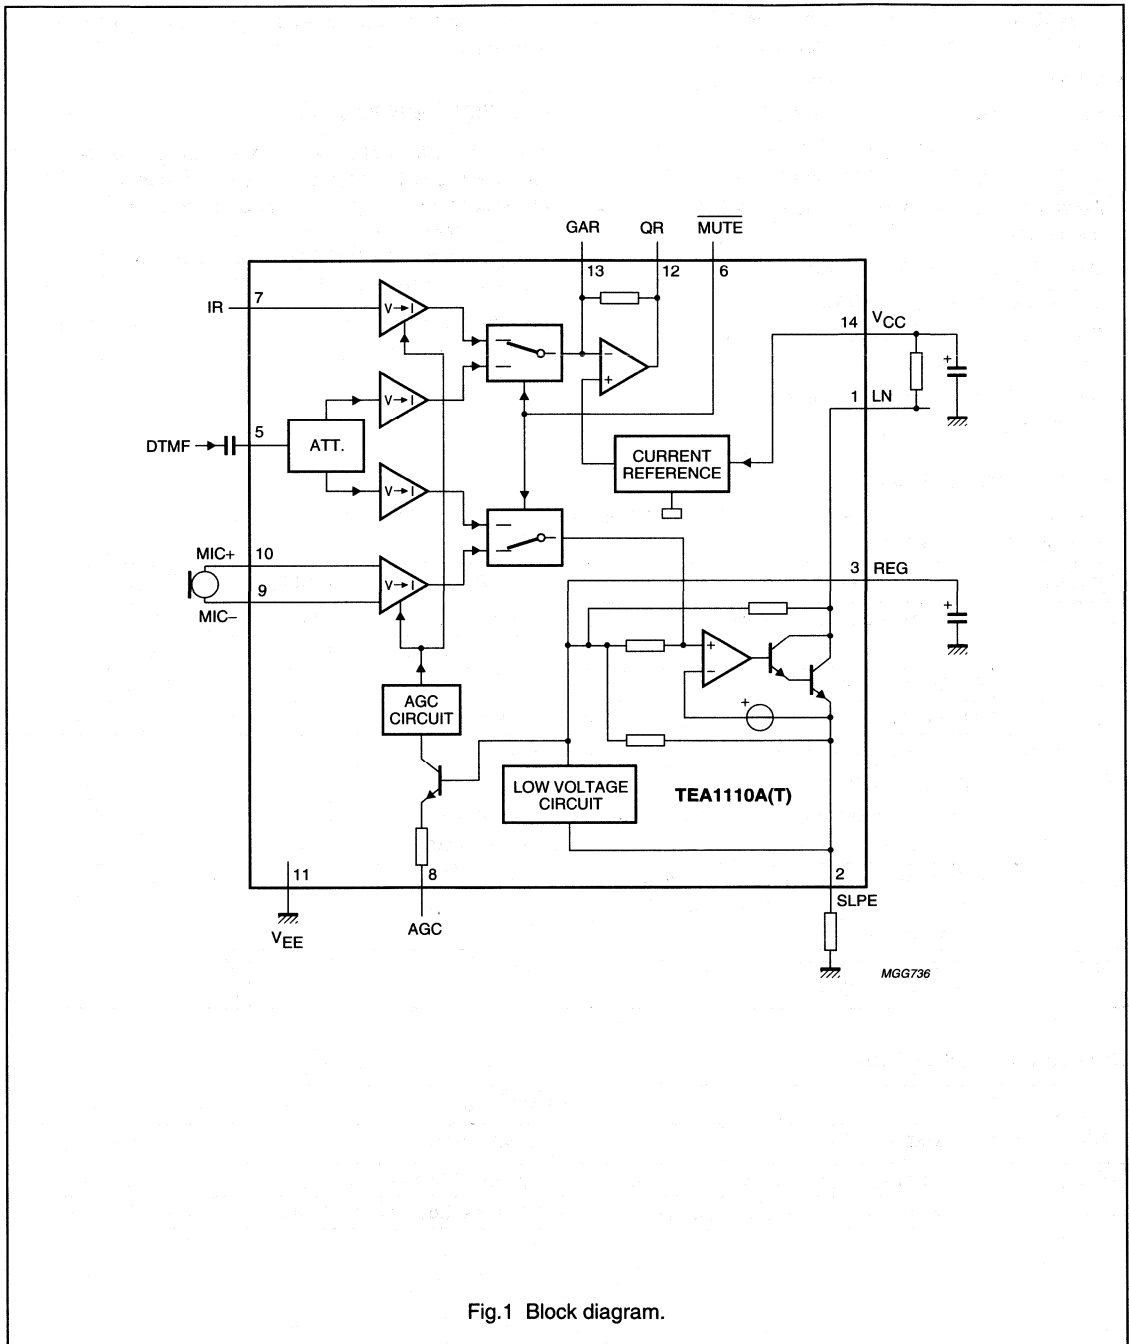 GAR QR MUTE
13 12 6
IR 7
V→I
14 VCC
V→I
1 LN
DTMF 5
ATT.
CURRENT
REFERENCE
V→I
MIC+ 10
V→I
3 REG
9
MIC−
AGC
CIRCUIT
LOW VOLTAGE
CIRCUIT
TEA1110A(T)
11 8 2
SLPE
VEE
AGC
MGG736
Fig.1 Block diagram.